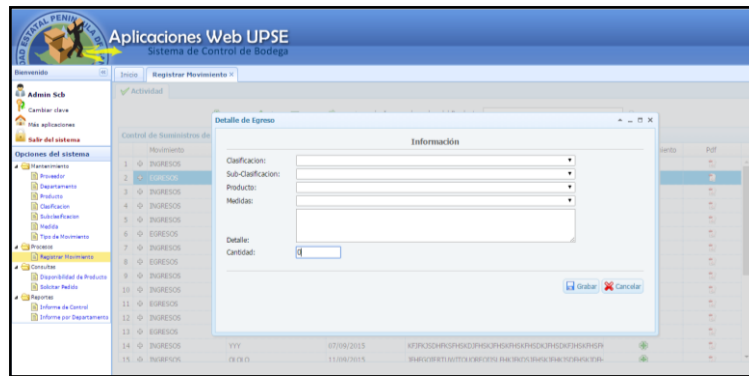 Aplicaciones Web UPSE
Sistema de Control de Bodega
Bienvenido
Inicio
Registrar Movimiento ×
Admin Scb
Cambiar clave
Más aplicaciones
Salir del sistema
Opciones del sistema
Mantenimiento
Proveedor
Departamento
Producto
Clasificacion
Subclasificacion
Medida
Tipo de Movimiento
Procesos
Registrar Movimiento
Consultas
Disponibilidad de Producto
Solicitar Pedido
Reportes
Informe de Control
Informe por Departamento
Actividad
Control de Suministros de
Movimiento
Pdf
1 INGRESOS
2 EGRESOS
3 INGRESOS
4 INGRESOS
5 INGRESOS
6 EGRESOS
7 INGRESOS
8 EGRESOS
9 INGRESOS
10 INGRESOS
11 EGRESOS
12 EGRESOS
13 EGRESOS
14 INGRESOS YYY 07/09/2015
15 INGRESOS OLOLO 11/09/2015
Detalle de Egreso
Información
Clasificacion:
Sub-Clasificacion:
Producto:
Medidas:
Detalle:
Cantidad:
0
Grabar
Cancelar